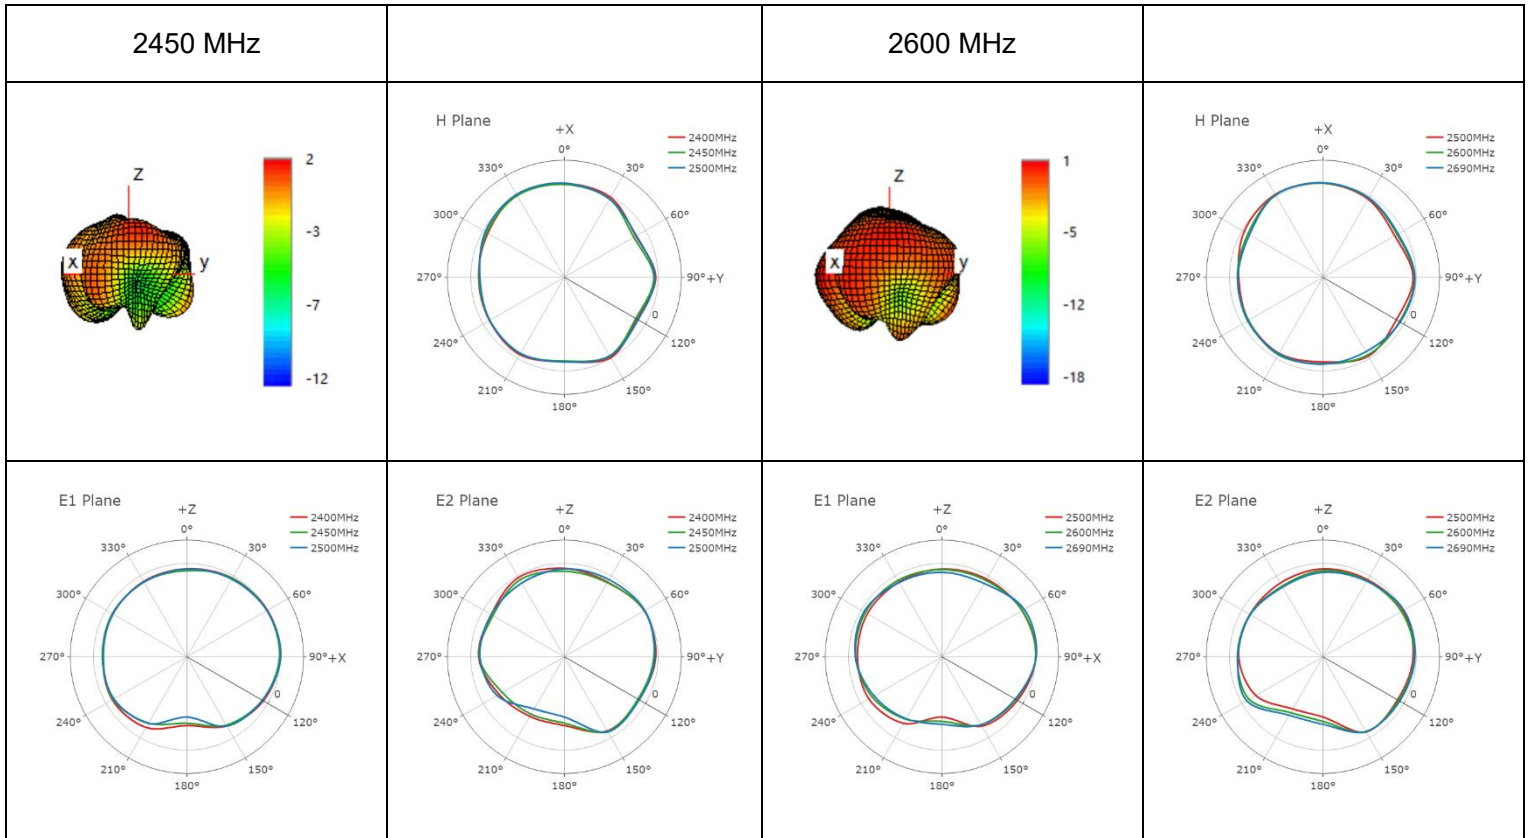 2450 MHz
2600 MHz
Z
x
y
2
-3
-7
-12
H Plane
+X
0°
2400MHz
2450MHz
2500MHz
330°
30°
300°
60°
270°
90°+Y
0
240°
120°
210°
150°
180°
Z
x
y
1
-5
-12
-18
H Plane
+X
0°
2500MHz
2600MHz
2690MHz
330°
30°
300°
60°
270°
90°+Y
0
240°
120°
210°
150°
180°
E1 Plane
+Z
0°
2400MHz
2450MHz
2500MHz
330°
30°
300°
60°
270°
90°+X
0
240°
120°
210°
150°
180°
E2 Plane
+Z
0°
2400MHz
2450MHz
2500MHz
330°
30°
300°
60°
270°
90°+Y
0
240°
120°
210°
150°
180°
E1 Plane
+Z
0°
2500MHz
2600MHz
2690MHz
330°
30°
300°
60°
270°
90°+X
0
240°
120°
210°
150°
180°
E2 Plane
+Z
0°
2500MHz
2600MHz
2690MHz
330°
30°
300°
60°
270°
90°+Y
0
240°
120°
210°
150°
180°